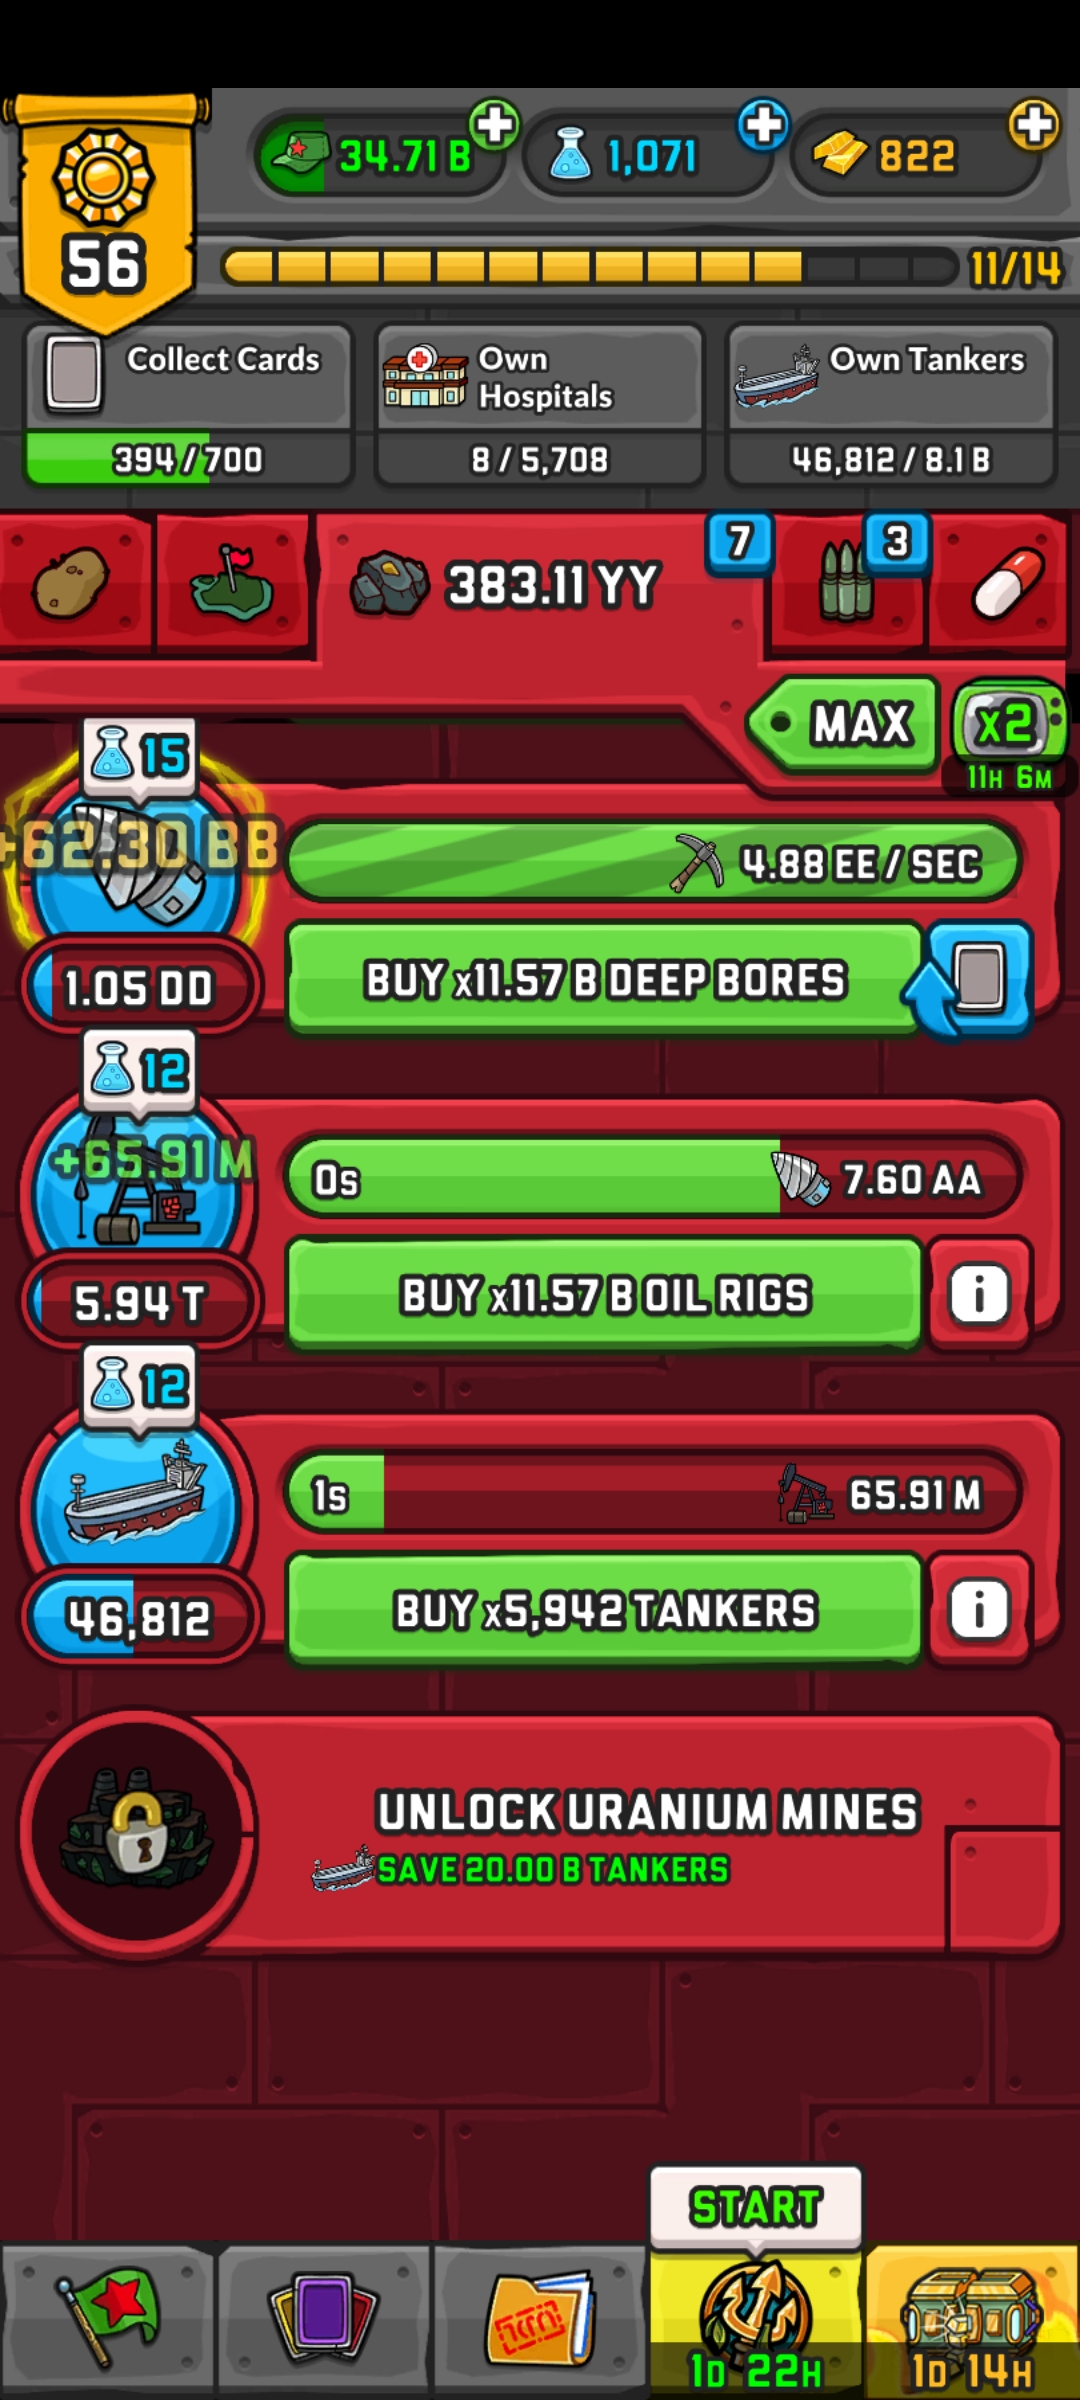 56
34.71 B
1,071
822
11/14
Collect Cards
394 / 700
Own
Hospitals
8 / 5,708
Own Tankers
46,812 / 8.1 B
383.11 YY
7
3
MAX
x2
11H 6M
15
+62.30 BB
4.88 EE / SEC
1.05 DD
BUY x11.57 B DEEP BORES
12
+65.91 M
0s
7.60 AA
5.94 T
BUY x11.57 B OIL RIGS
i
12
1s
65.91 M
46,812
BUY x5,942 TANKERS
i
UNLOCK URANIUM MINES
SAVE 20.00 B TANKERS
START
1D 22H
1D 14H